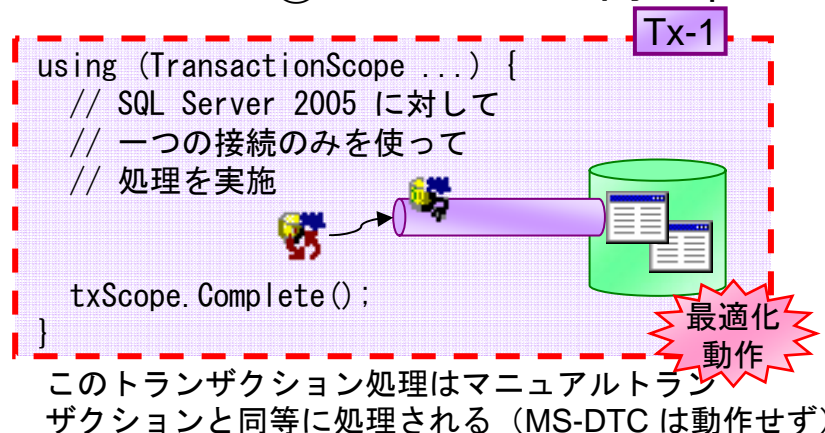 Tx-1
using (TransactionScope ...) {
// SQL Server 2005 に対して
// 一つの接続のみを使って
// 処理を実施
txScope.Complete();
}
最適化
動作
このトランザクション処理はマニュアルトラン
ザクションと同等に処理される（MS-DTC は動作せず）